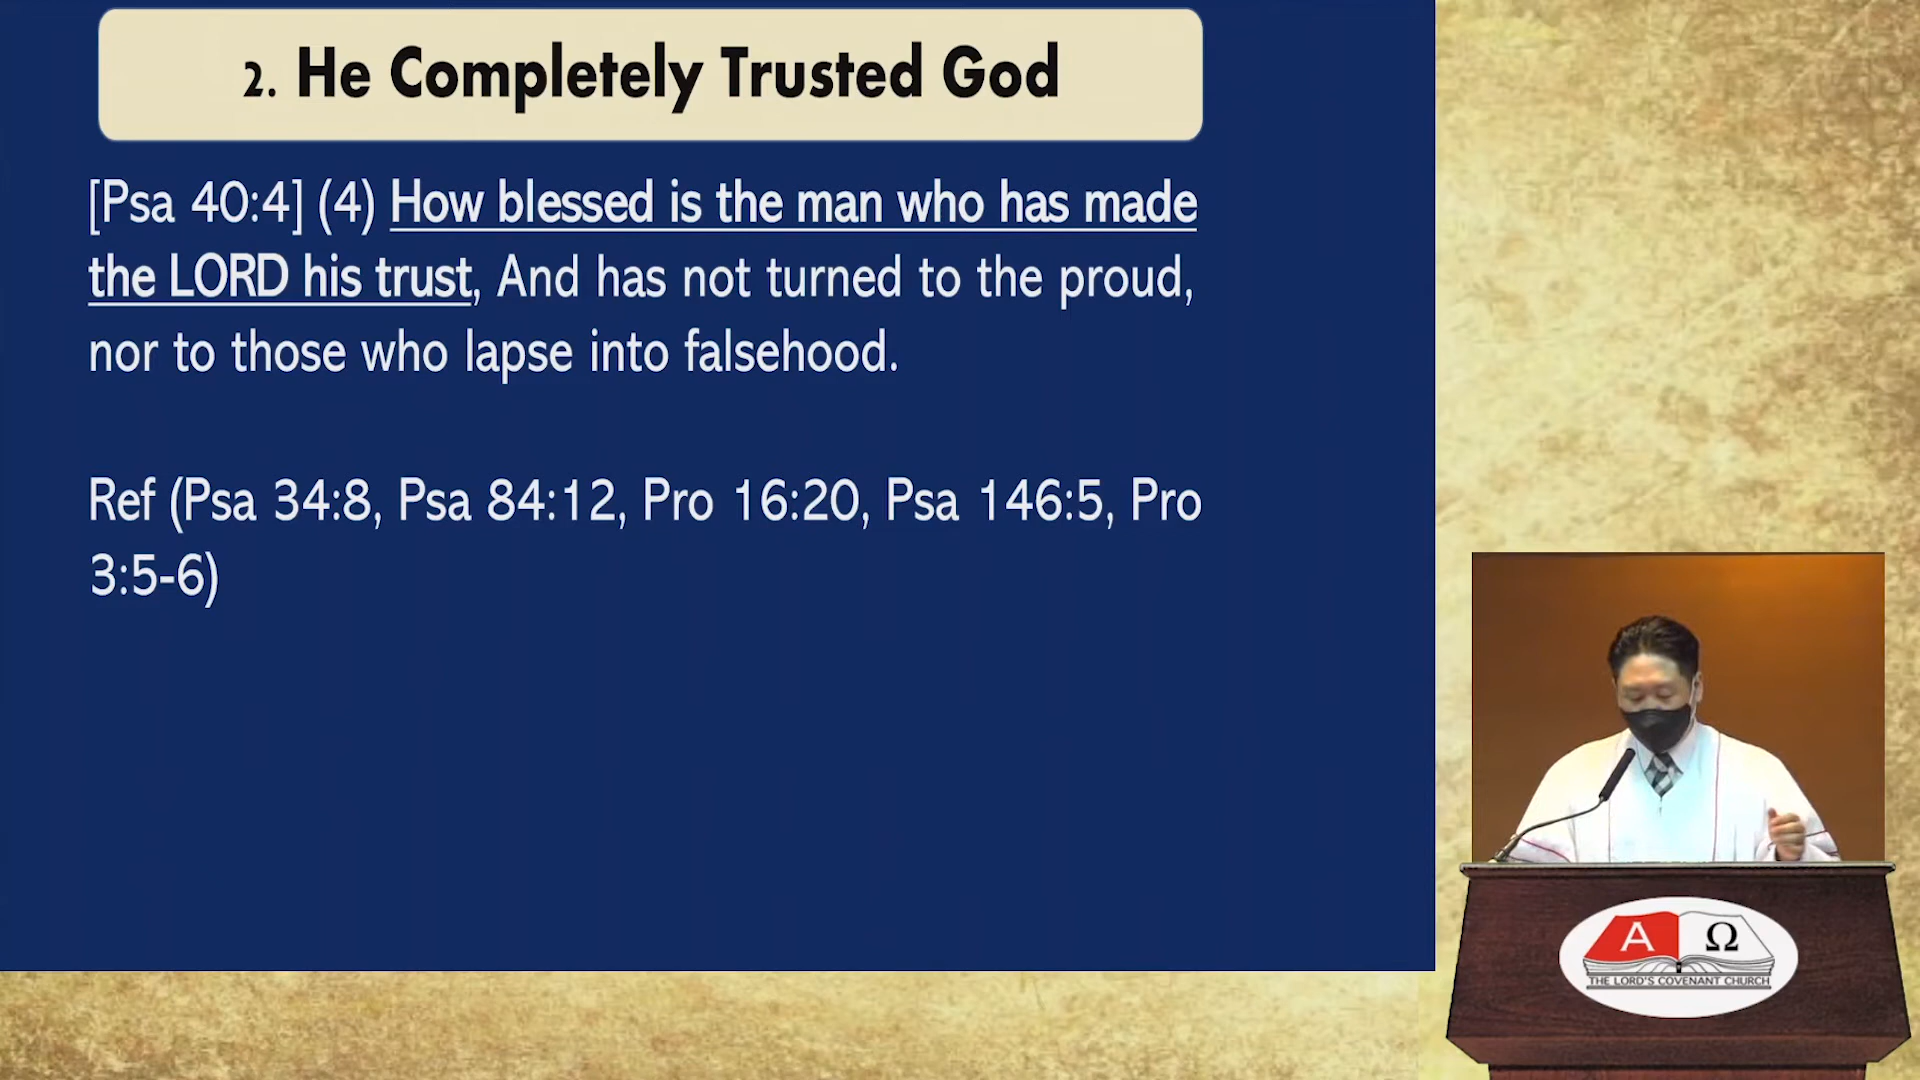 2. He Completely Trusted God
[Psa 40:4] (4) How blessed is the man who has made
the LORD his trust, And has not turned to the proud,
nor to those who lapse into falsehood.
Ref (Psa 34:8, Psa 84:12, Pro 16:20, Psa 146:5, Pro
3:5-6)
A Ω
THE LORD'S COVENANT CHURCH